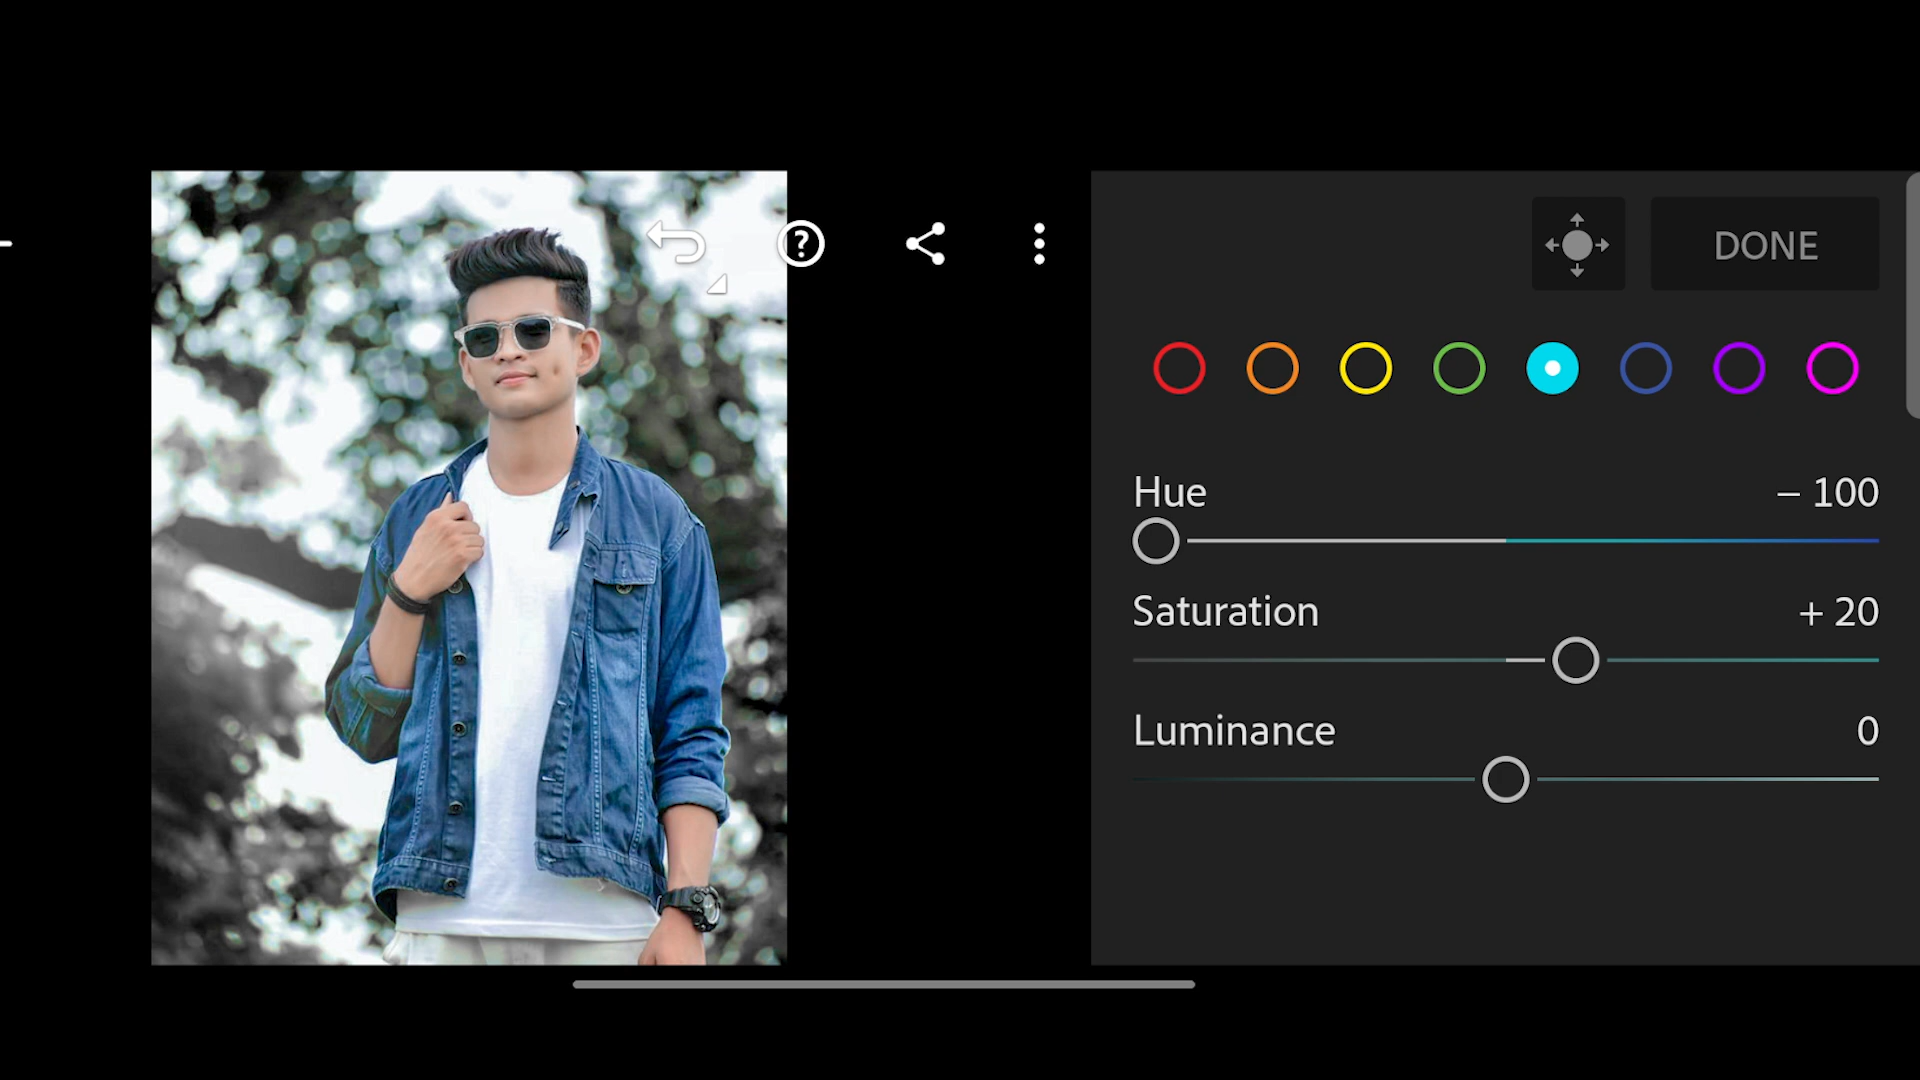 ?
DONE
Hue
– 100
Saturation
+ 20
Luminance
0